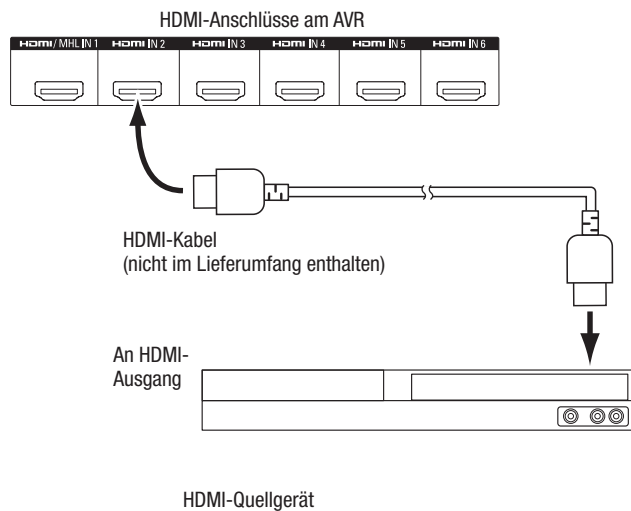 HDMI-Anschlüsse am AVR
HDMI/MHL IN 1 HDMI IN 2 HDMI IN 3 HDMI IN 4 HDMI IN 5 HDMI IN 6
HDMI-Kabel
(nicht im Lieferumfang enthalten)
An HDMI-
Ausgang
HDMI-Quellgerät